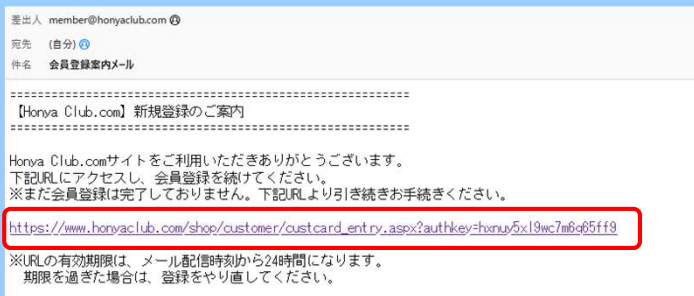 差出人 member@honyaclub.com
宛先 (自分)
件名 会員登録案内メール
============================================================
【Honya Club.com】新規登録のご案内
============================================================
Honya Club.comサイトをご利用いただきありがとうございます。
下記URLにアクセスし、会員登録を続けてください。
※まだ会員登録は完了しておりません。下記URLより引き続きお手続きください。
https://www.honyaclub.com/shop/customer/custcard_entry.aspx?authkey=hxnuy5xl9wc7m6q65ff9
※URLの有効期限は、メール配信時刻から24時間になります。
期限を過ぎた場合は、登録をやり直してください。